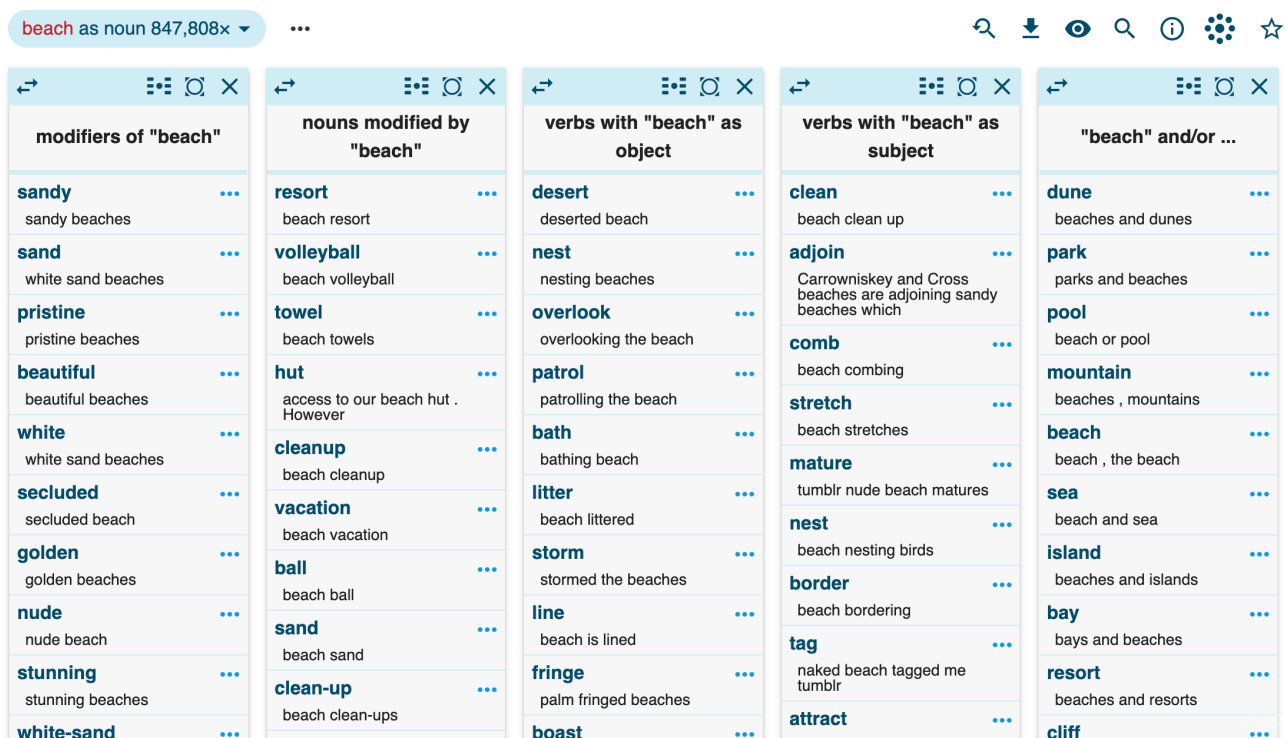 beach as noun 847,808×
modifiers of "beach"
sandy
sandy beaches
sand
white sand beaches
pristine
pristine beaches
beautiful
beautiful beaches
white
white sand beaches
secluded
secluded beach
golden
golden beaches
nude
nude beach
stunning
stunning beaches
white-sand
nouns modified by
"beach"
resort
beach resort
volleyball
beach volleyball
towel
beach towels
hut
access to our beach hut .
However
cleanup
beach cleanup
vacation
beach vacation
ball
beach ball
sand
beach sand
clean-up
beach clean-ups
verbs with "beach" as
object
desert
deserted beach
nest
nesting beaches
overlook
overlooking the beach
patrol
patrolling the beach
bath
bathing beach
litter
beach littered
storm
stormed the beaches
line
beach is lined
fringe
palm fringed beaches
boast
verbs with "beach" as
subject
clean
beach clean up
adjoin
Carrowniskey and Cross
beaches are adjoining sandy
beaches which
comb
beach combing
stretch
beach stretches
mature
tumblr nude beach matures
nest
beach nesting birds
border
beach bordering
tag
naked beach tagged me
tumblr
attract
"beach" and/or ...
dune
beaches and dunes
park
parks and beaches
pool
beach or pool
mountain
beaches , mountains
beach
beach , the beach
sea
beach and sea
island
beaches and islands
bay
bays and beaches
resort
beaches and resorts
cliff